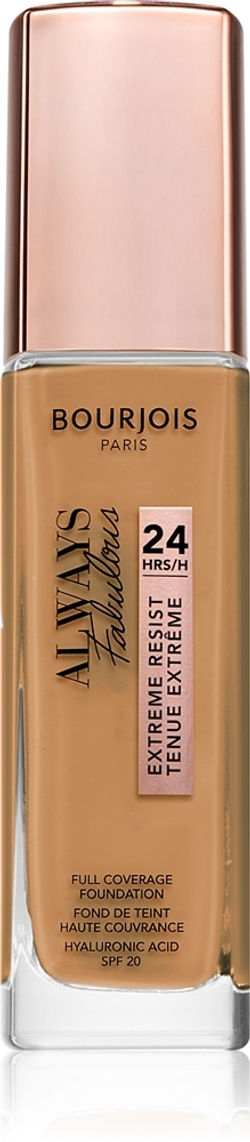 BOURJOIS
PARIS
ALWAYS
Fabulous
24
HRS/H
EXTREME RESIST
TENUE EXTRÊME
FULL COVERAGE
FOUNDATION
FOND DE TEINT
HAUTE COUVRANCE
HYALURONIC ACID
SPF 20